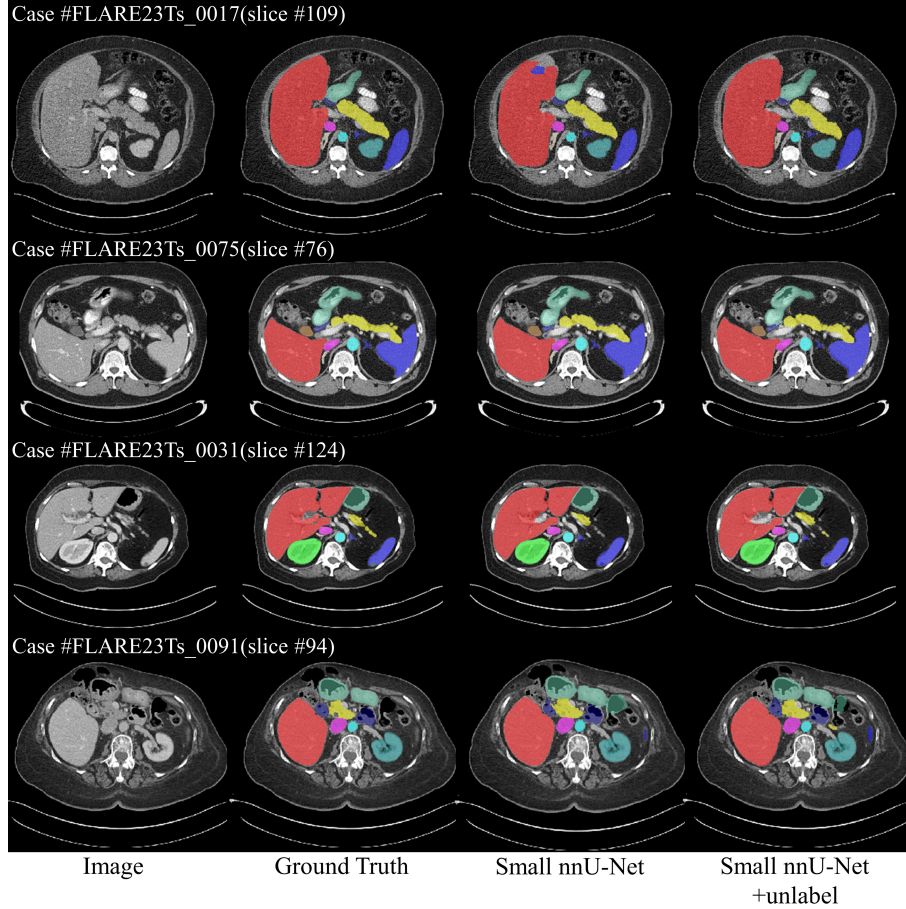 Case #FLARE23Ts_0017(slice #109)
Case #FLARE23Ts_0075(slice #76)
Case #FLARE23Ts_0031(slice #124)
Case #FLARE23Ts_0091(slice #94)
Image
Ground Truth
Small nnU-Net
Small nnU-Net
+unlabel